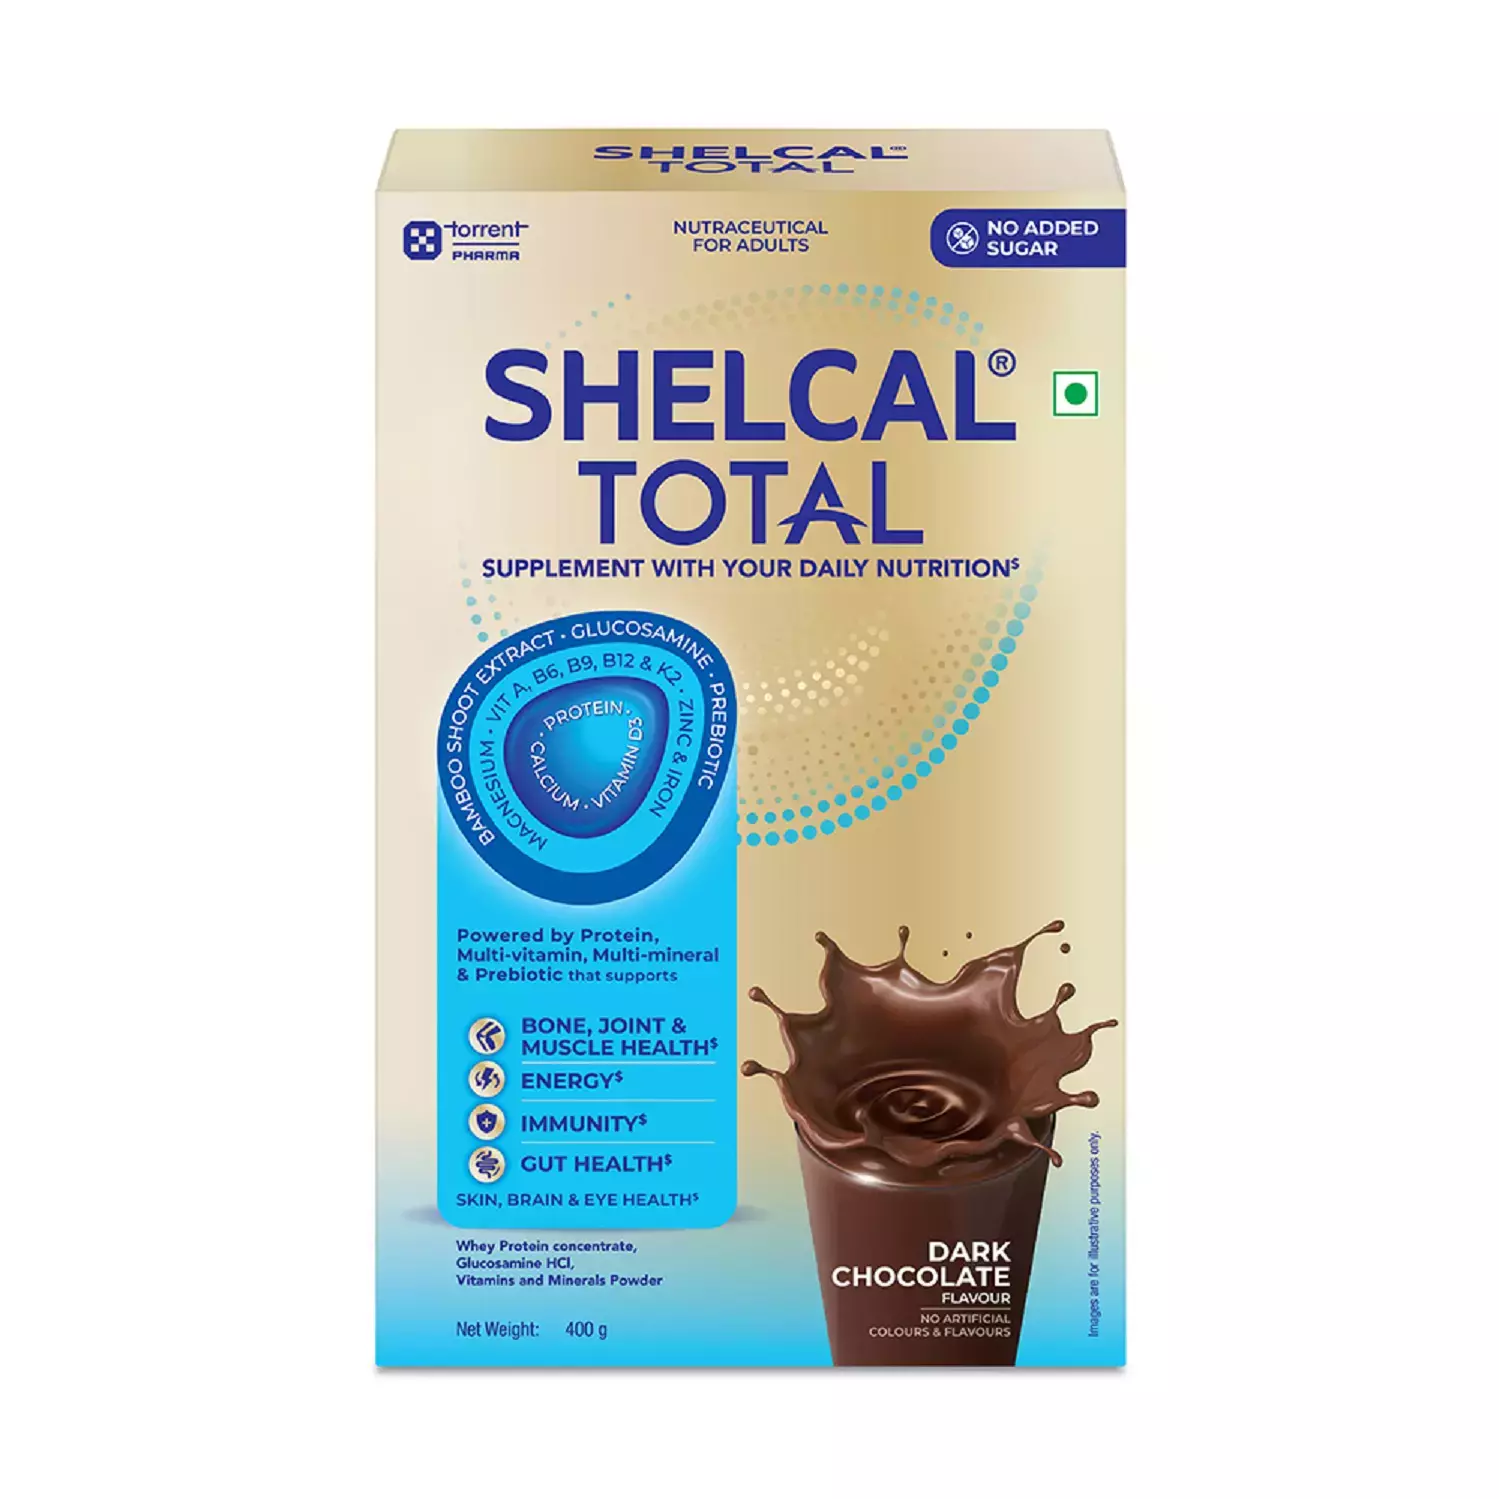 SHELCAL®
TOTAL
torrent
PHARMA
NUTRACEUTICAL
FOR ADULTS
NO ADDED
SUGAR
SHELCAL®
TOTAL
SUPPLEMENT WITH YOUR DAILY NUTRITION$
BAMBOO SHOOT EXTRACT • GLUCOSAMINE • PREBIOTIC
MAGNESIUM • VIT A, B6, B9, B12 & K2 • ZINC & IRON
• PROTEIN •
CALCIUM • VITAMIN D3
Powered by Protein,
Multi-vitamin, Multi-mineral
& Prebiotic that supports
BONE, JOINT &
MUSCLE HEALTH$
ENERGY$
IMMUNITY$
GUT HEALTH$
SKIN, BRAIN & EYE HEALTH$
Whey Protein concentrate,
Glucosamine HCl,
Vitamins and Minerals Powder
Net Weight: 400 g
DARK
CHOCOLATE
FLAVOUR
NO ARTIFICIAL
COLOURS & FLAVOURS
Images are for illustrative purposes only.